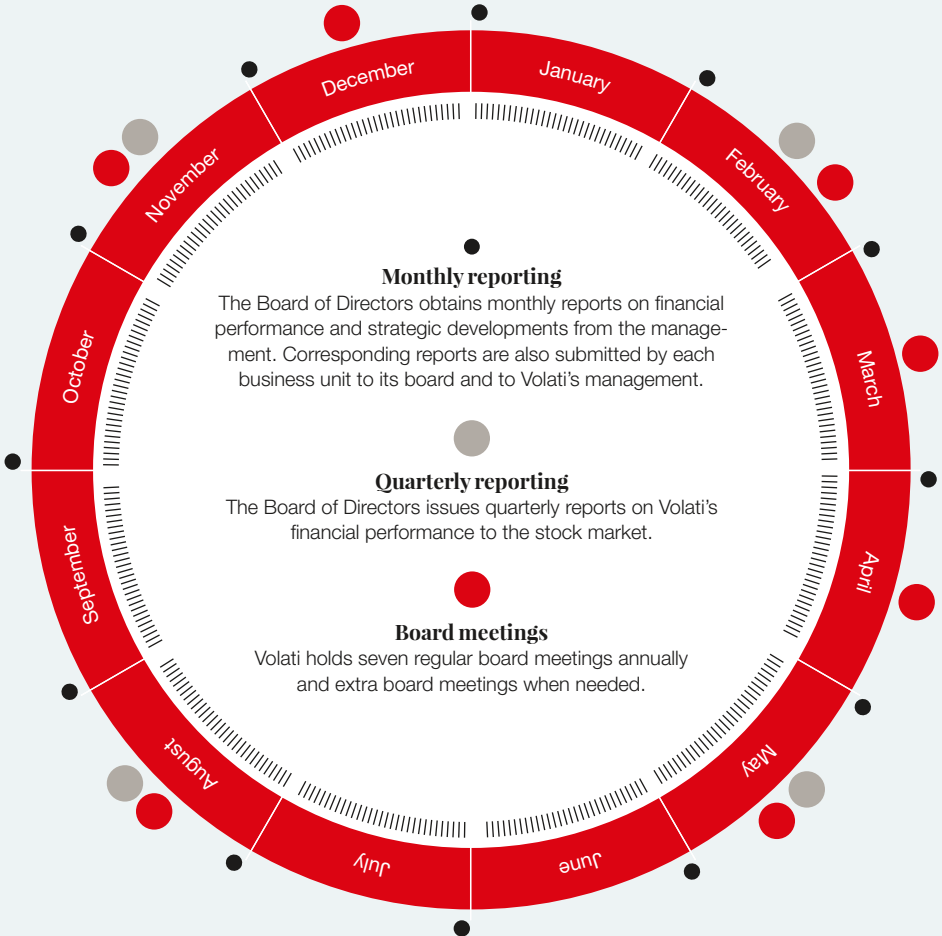 January
February
March
April
May
June
July
August
September
October
November
December
Monthly reporting
The Board of Directors obtains monthly reports on financial
performance and strategic developments from the manage-
ment. Corresponding reports are also submitted by each
business unit to its board and to Volati’s management.
Quarterly reporting
The Board of Directors issues quarterly reports on Volati’s
financial performance to the stock market.
Board meetings
Volati holds seven regular board meetings annually
and extra board meetings when needed.